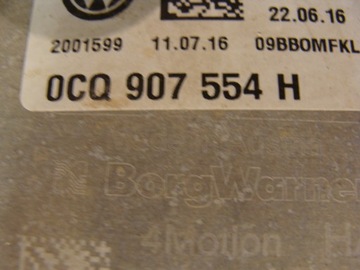 22.06.16
2001599 11.07.16 09BBOMFKL
0CQ 907 554 H
BorgWarner
4Motion H